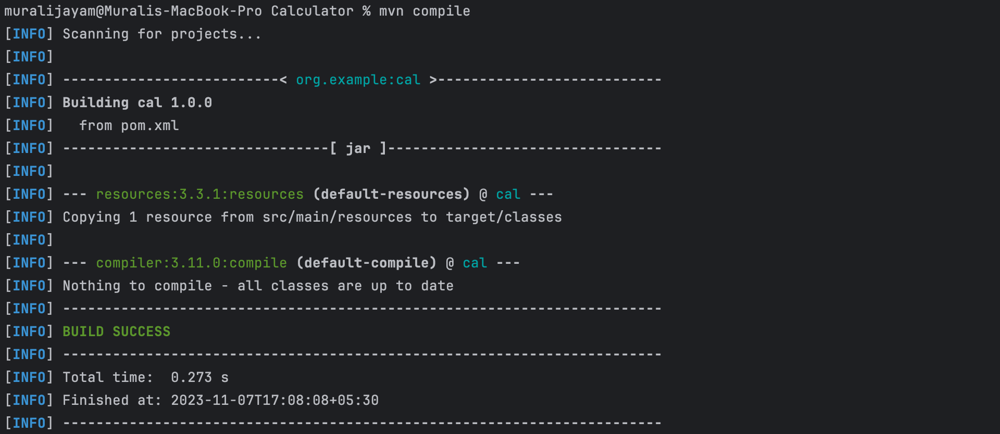 muralijayam@Muralis-MacBook-Pro Calculator % mvn compile
[INFO] Scanning for projects...
[INFO]
[INFO] --------------------------< org.example:cal >---------------------------
[INFO] Building cal 1.0.0
[INFO]   from pom.xml
[INFO] --------------------------------[ jar ]---------------------------------
[INFO]
[INFO] --- resources:3.3.1:resources (default-resources) @ cal ---
[INFO] Copying 1 resource from src/main/resources to target/classes
[INFO]
[INFO] --- compiler:3.11.0:compile (default-compile) @ cal ---
[INFO] Nothing to compile - all classes are up to date
[INFO] ------------------------------------------------------------------------
[INFO] BUILD SUCCESS
[INFO] ------------------------------------------------------------------------
[INFO] Total time:  0.273 s
[INFO] Finished at: 2023-11-07T17:08:08+05:30
[INFO] ------------------------------------------------------------------------